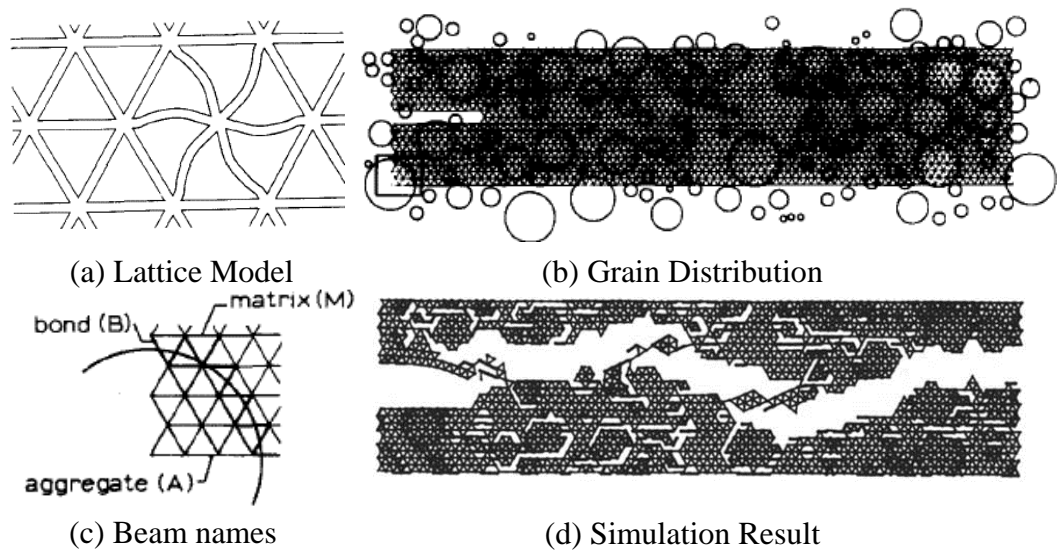 (a) Lattice Model
(b) Grain Distribution
matrix (M)
bond (B)
aggregate (A)
(c) Beam names
(d) Simulation Result